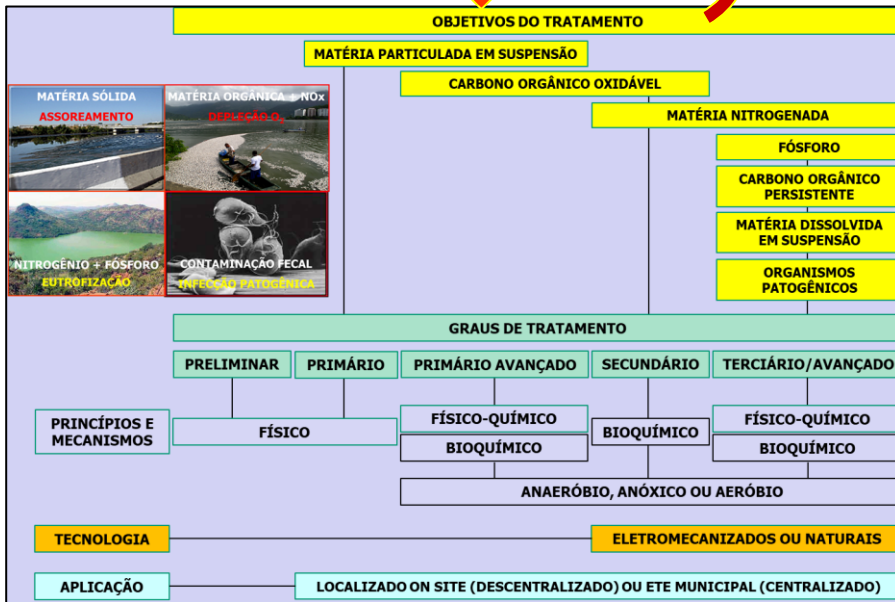 OBJETIVOS DO TRATAMENTO
MATÉRIA PARTICULADA EM SUSPENSÃO
CARBONO ORGÂNICO OXIDÁVEL
MATÉRIA NITROGENADA
FÓSFORO
CARBONO ORGÂNICO
PERSISTENTE
MATÉRIA DISSOLVIDA
EM SUSPENSÃO
ORGANISMOS
PATOGÊNICOS
MATÉRIA SÓLIDA
ASSOREAMENTO
MATÉRIA ORGÂNICA + NOx
DEPLEÇÃO O₂
NITROGÊNIO + FÓSFORO
EUTROFIZAÇÃO
CONTAMINAÇÃO FECAL
INFECÇÃO PATOGÊNICA
GRAUS DE TRATAMENTO
PRELIMINAR
PRIMÁRIO
PRIMÁRIO AVANÇADO
SECUNDÁRIO
TERCIÁRIO/AVANÇADO
PRINCÍPIOS E
MECANISMOS
FÍSICO
FÍSICO-QUÍMICO
BIOQUÍMICO
BIOQUÍMICO
FÍSICO-QUÍMICO
BIOQUÍMICO
ANAERÓBIO, ANÓXICO OU AERÓBIO
TECNOLOGIA
ELETROMECANIZADOS OU NATURAIS
APLICAÇÃO
LOCALIZADO ON SITE (DESCENTRALIZADO) OU ETE MUNICIPAL (CENTRALIZADO)